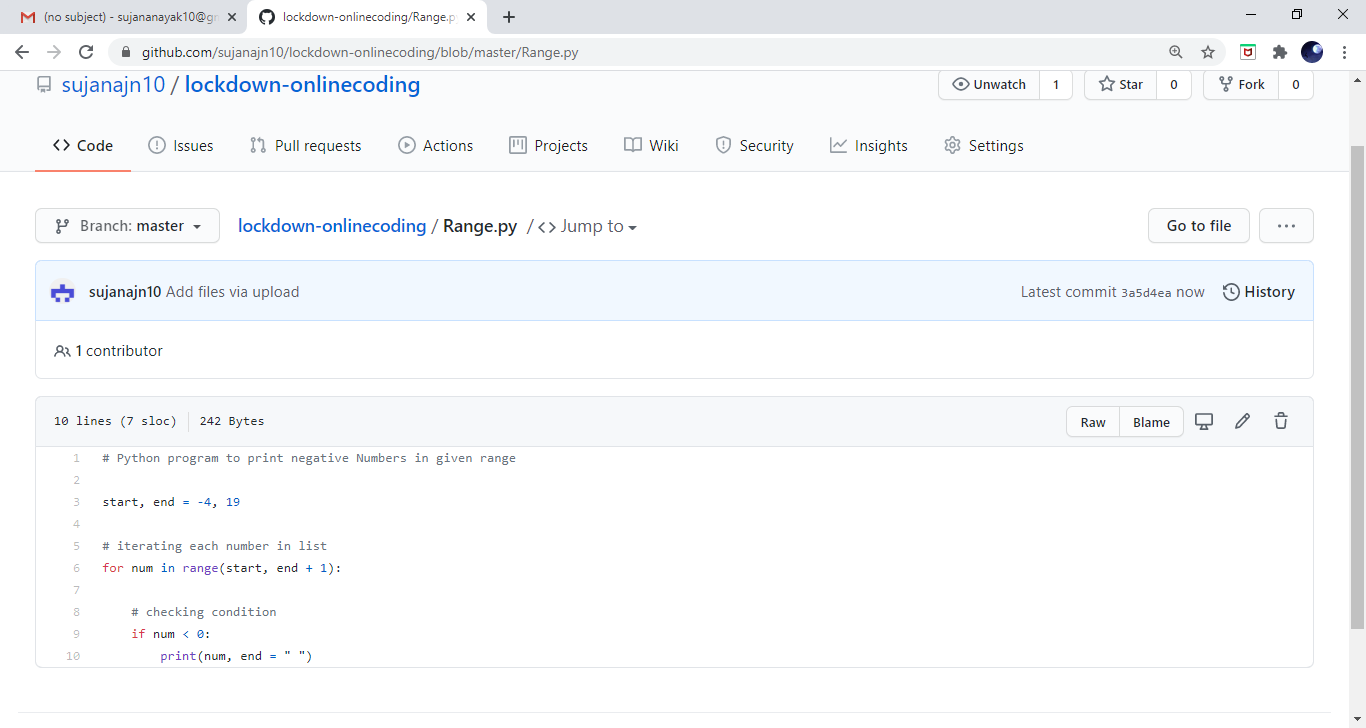 (no subject) - sujananayak10@gm
lockdown-onlinecoding/Range.py
github.com/sujanajn10/lockdown-onlinecoding/blob/master/Range.py
sujanajn10 / lockdown-onlinecoding
Unwatch 1 Star 0 Fork 0
Code Issues Pull requests Actions Projects Wiki Security Insights Settings
Branch: master lockdown-onlinecoding / Range.py / <> Jump to Go to file ...
sujanajn10 Add files via upload Latest commit 3a5d4ea now History
1 contributor
10 lines (7 sloc) 242 Bytes Raw Blame
1 # Python program to print negative Numbers in given range
2
3 start, end = -4, 19
4
5 # iterating each number in list
6 for num in range(start, end + 1):
7
8 # checking condition
9 if num < 0:
10 print(num, end = " ")